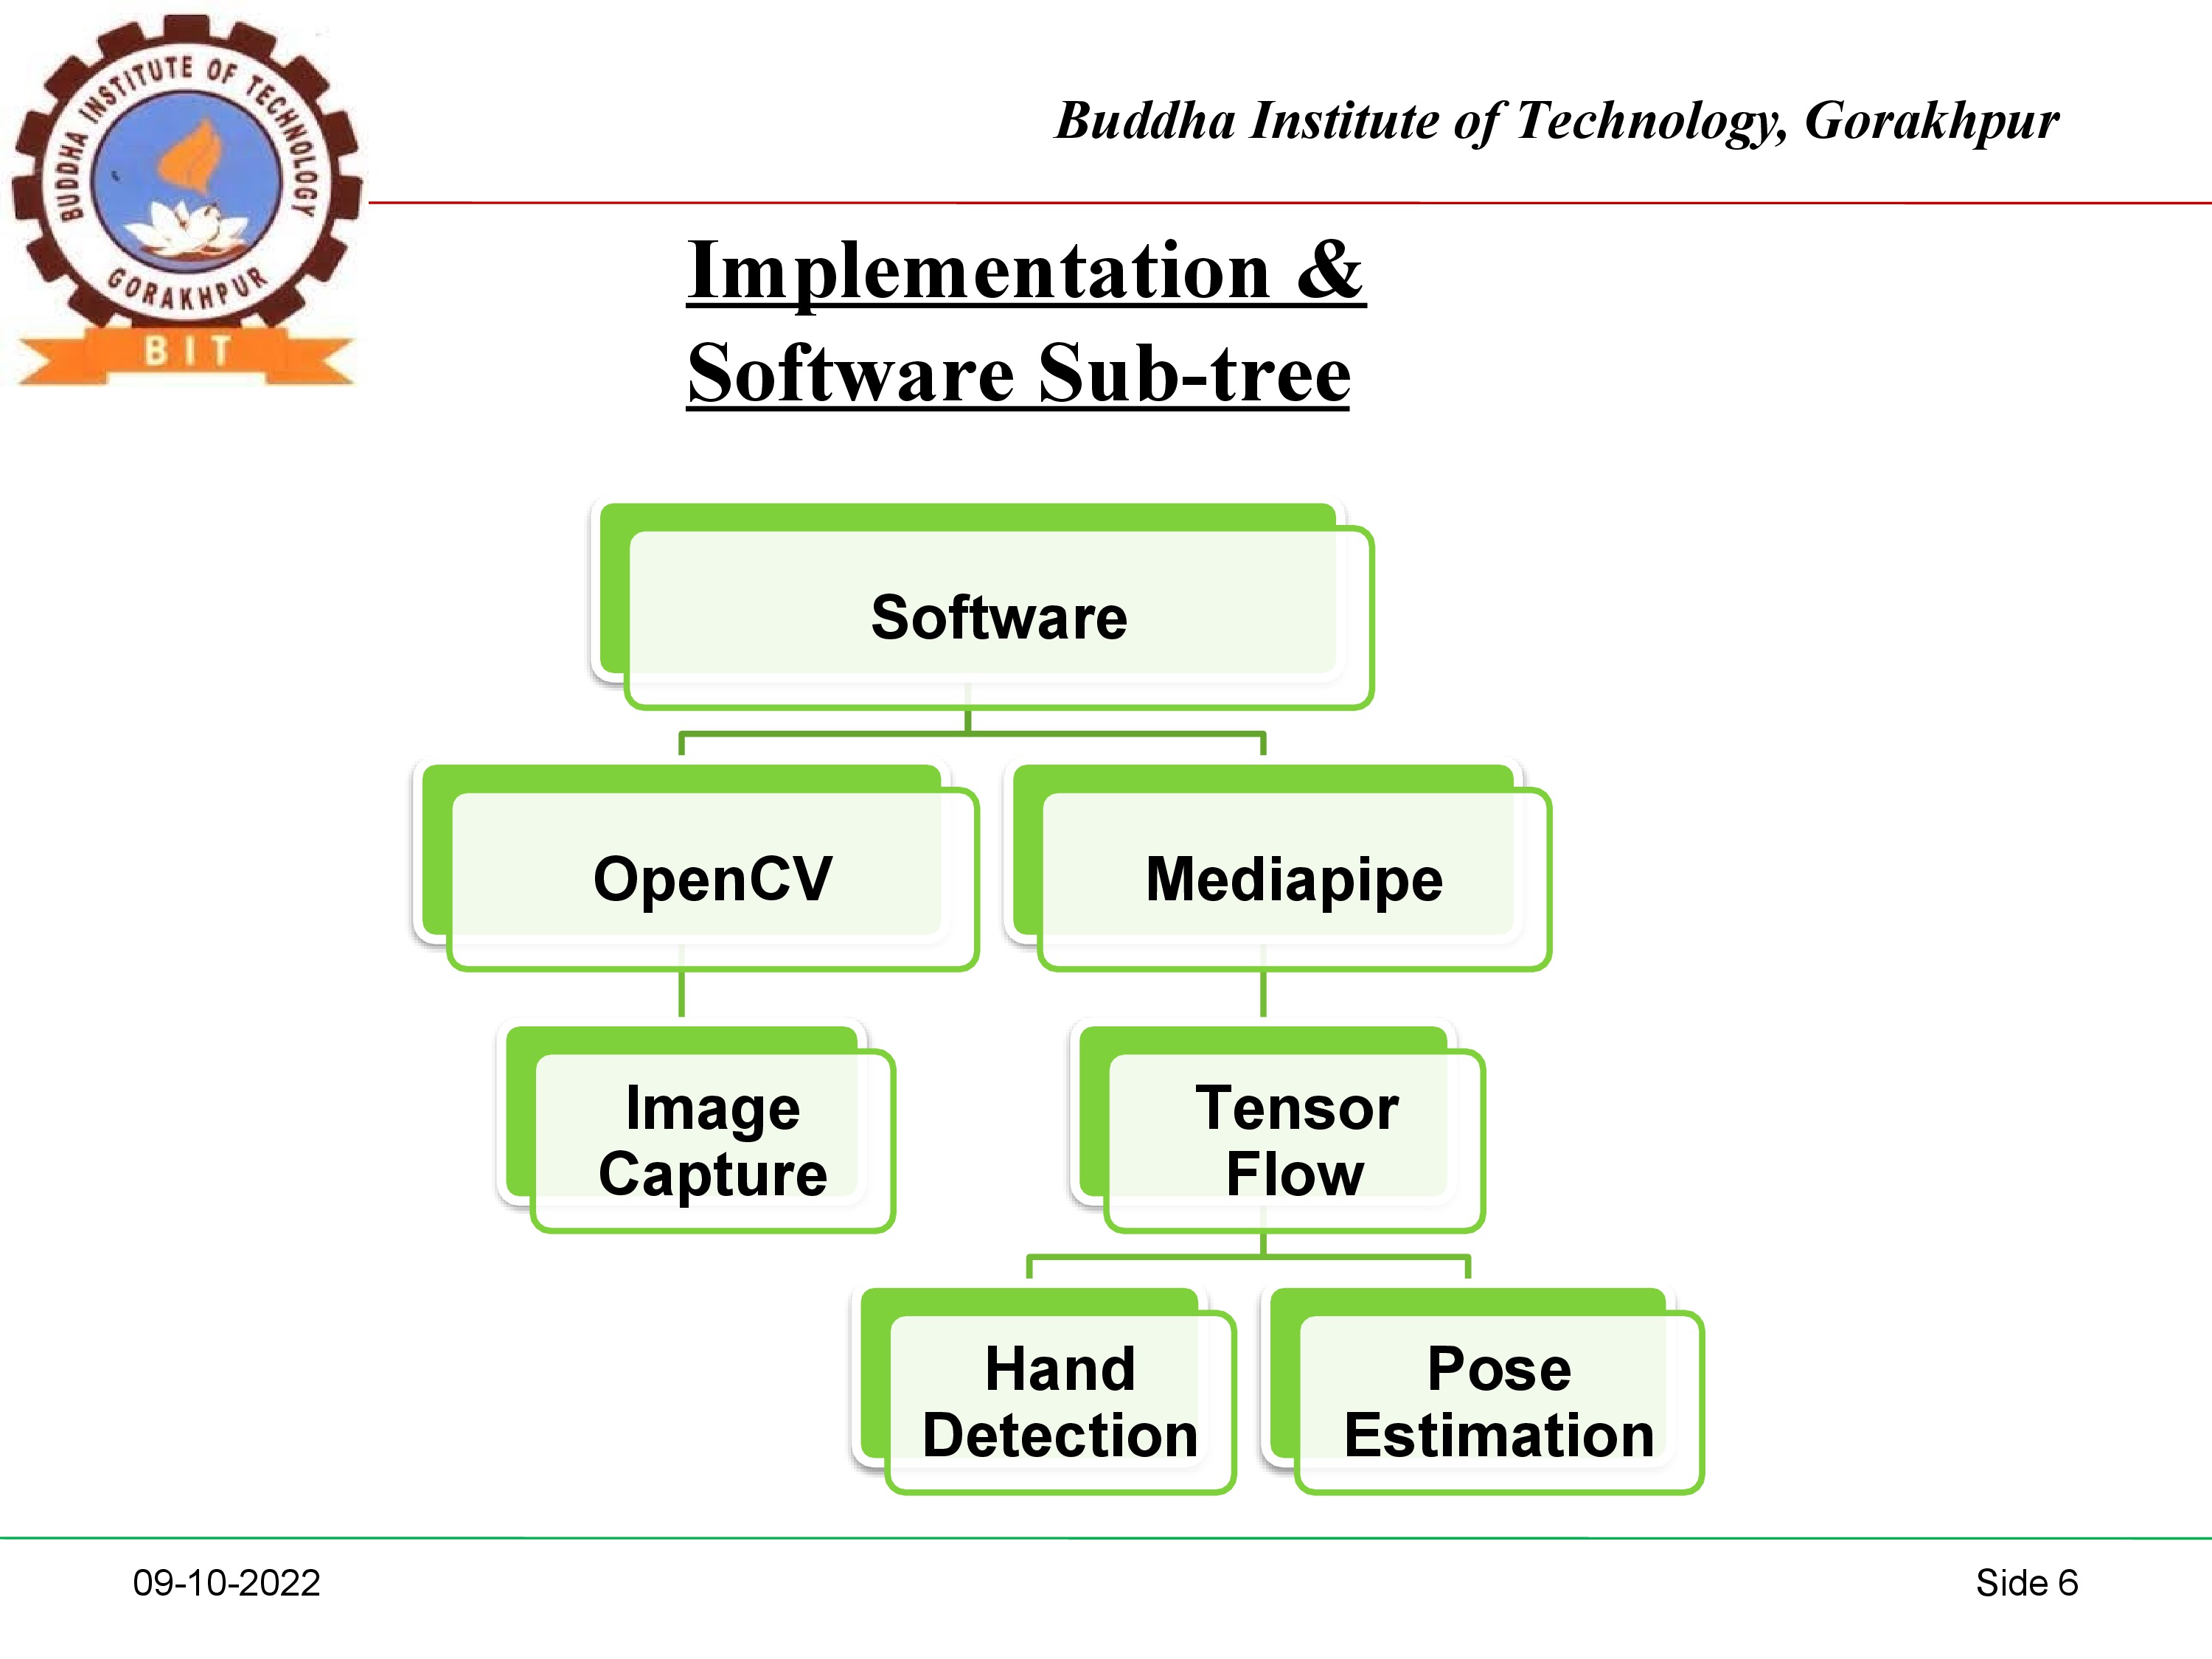 BUDDHA INSTITUTE OF TECHNOLOGY
GORAKHPUR
BIT
Buddha Institute of Technology, Gorakhpur
Implementation &
Software Sub-tree
Software
OpenCV
Mediapipe
Image
Capture
Tensor
Flow
Hand
Detection
Pose
Estimation
09-10-2022
Side 6